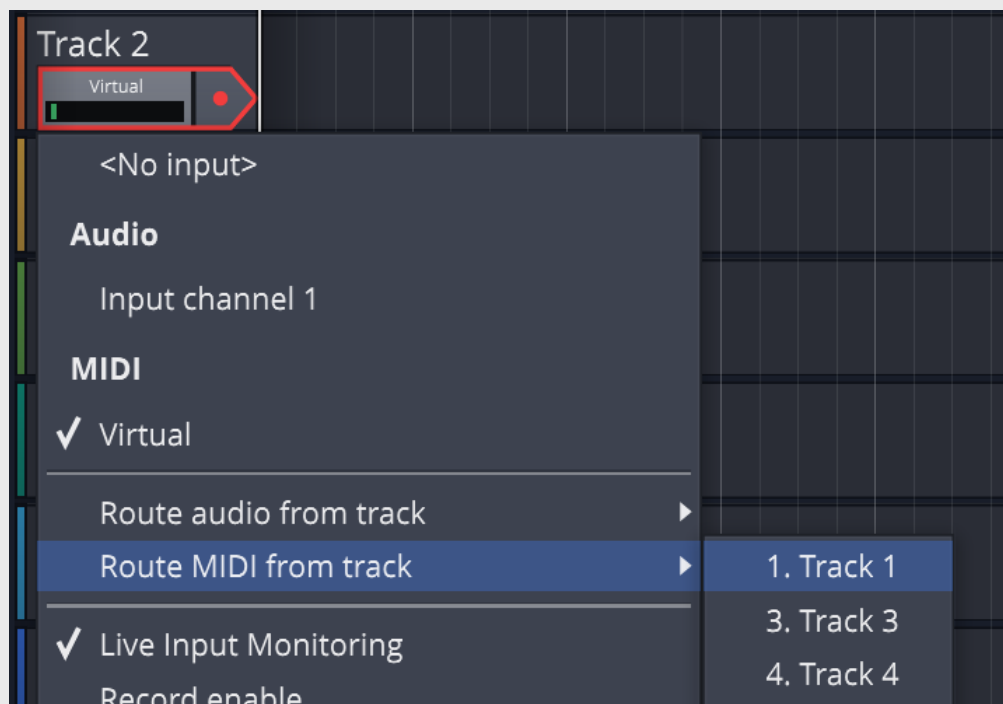 Track 2
Virtual
<No input>
Audio
Input channel 1
MIDI
Virtual
Route audio from track
Route MIDI from track
1. Track 1
3. Track 3
4. Track 4
Live Input Monitoring
Record enable